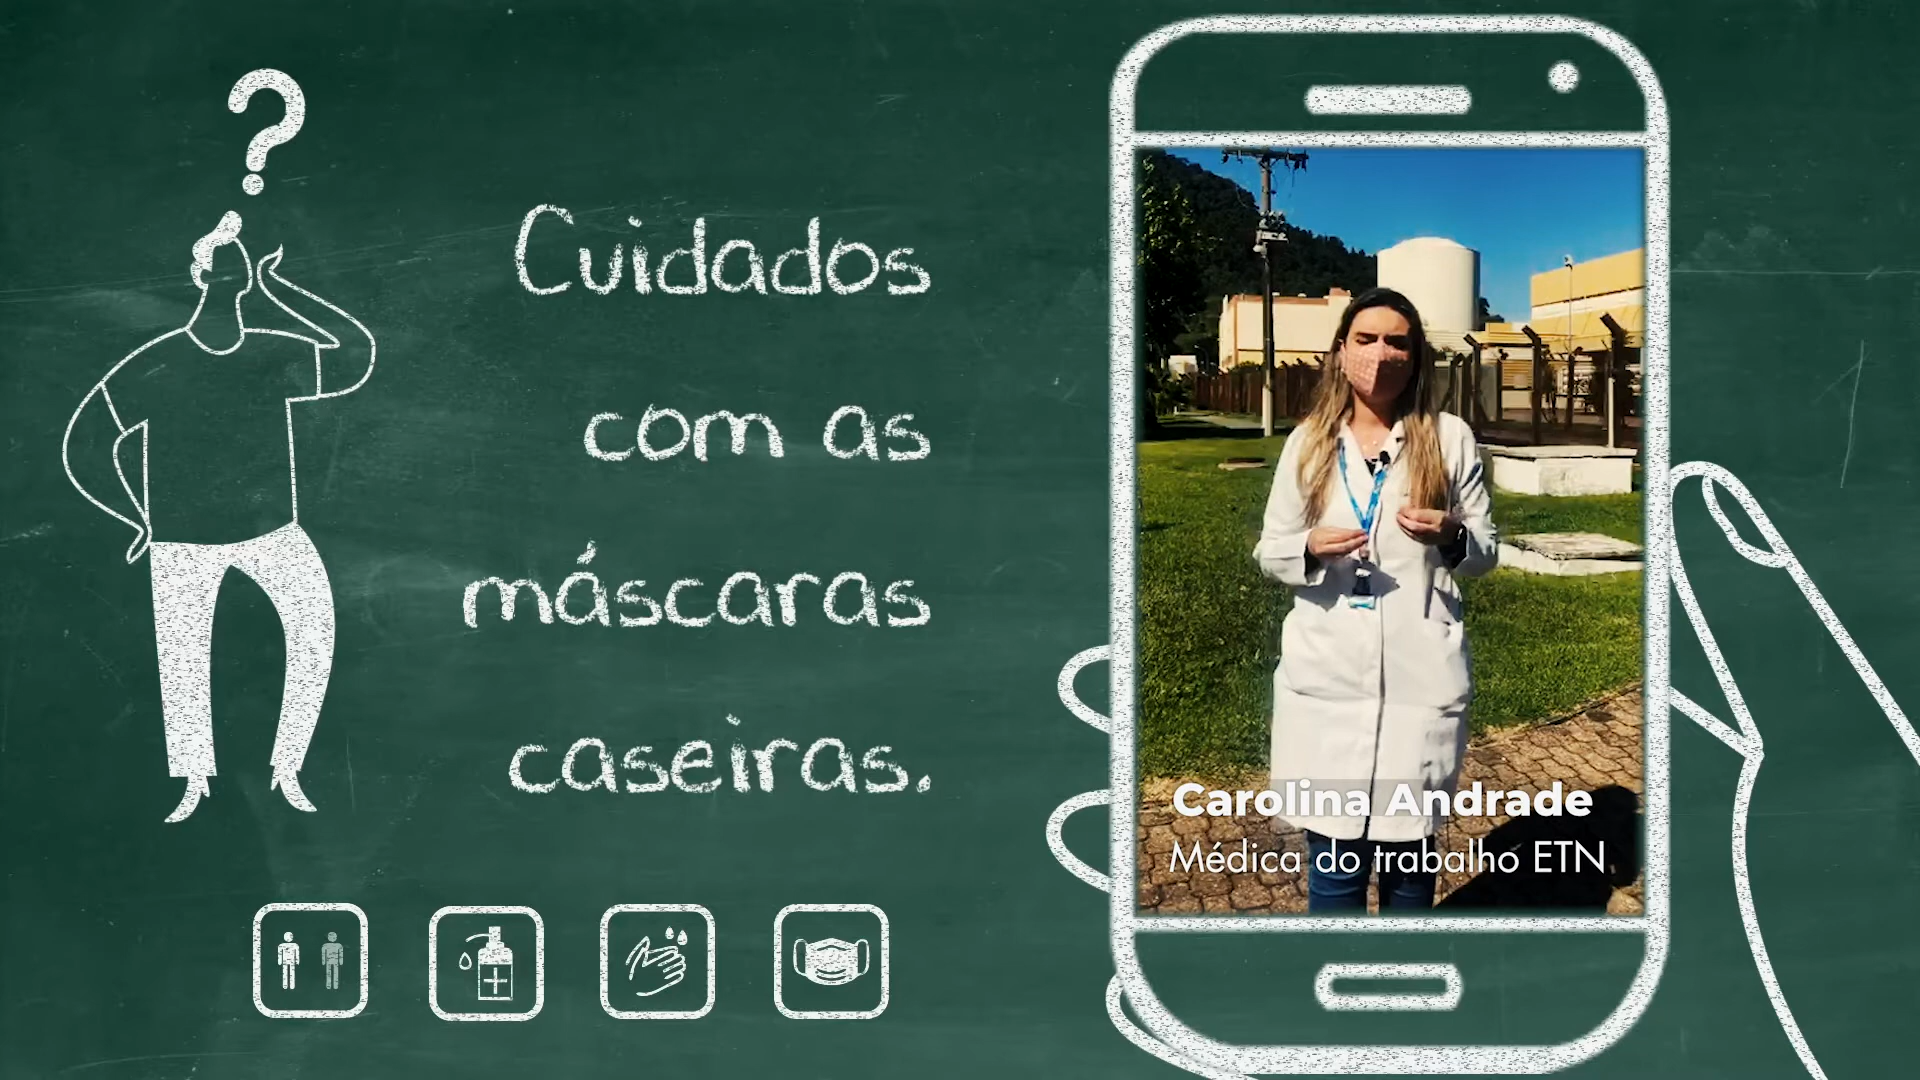 Cuidados
com as
máscaras
caseiras.
Carolina Andrade
Médica do trabalho ETN